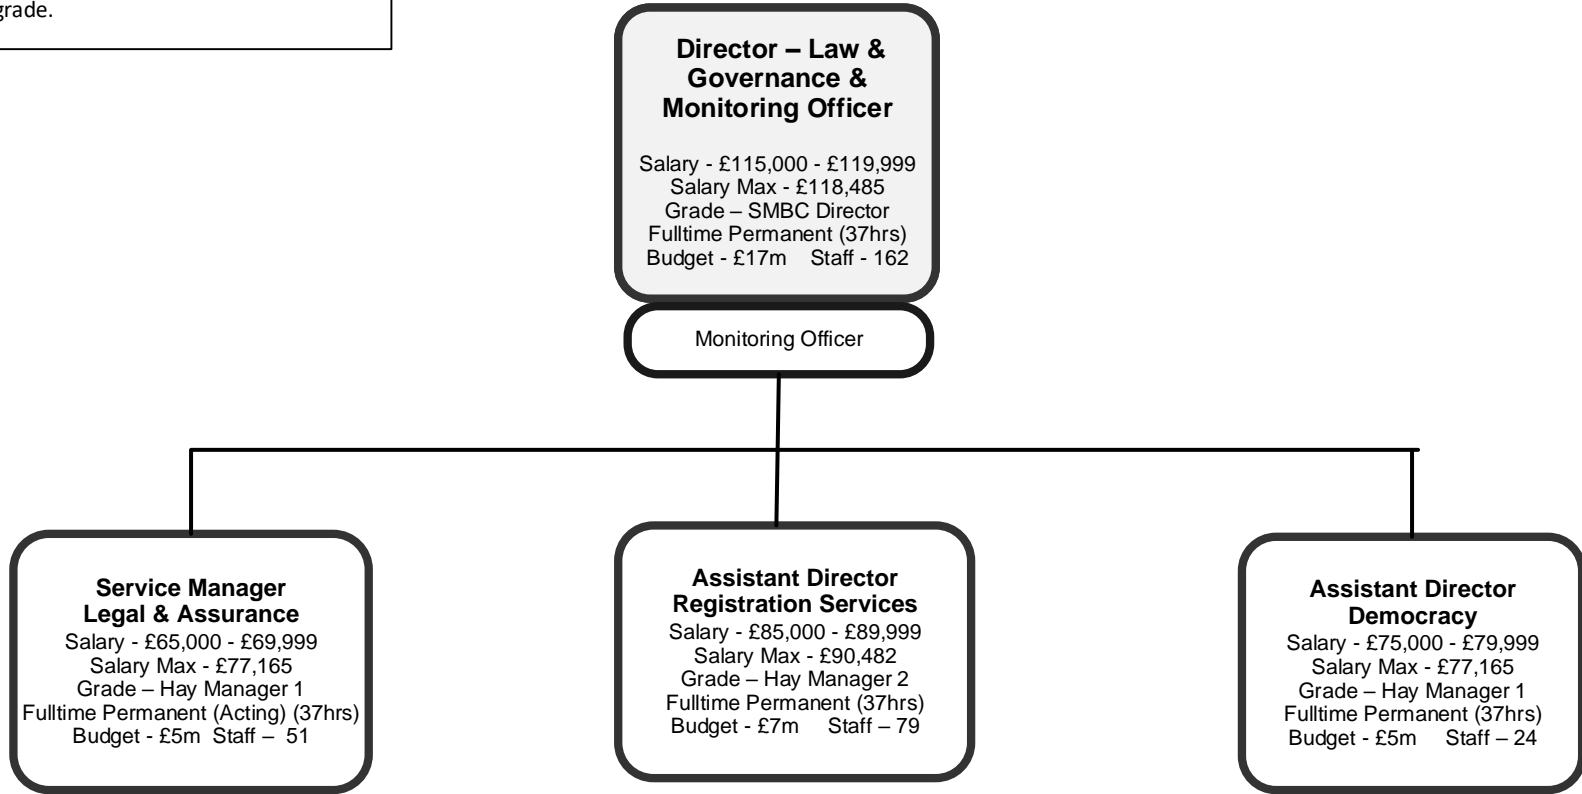 grade.
Director – Law &
Governance &
Monitoring Officer
Salary - £115,000 - £119,999
Salary Max - £118,485
Grade – SMBC Director
Fulltime Permanent (37hrs)
Budget - £17m    Staff - 162
Monitoring Officer
Service Manager
Legal & Assurance
Salary - £65,000 - £69,999
Salary Max - £77,165
Grade – Hay Manager 1
Fulltime Permanent (Acting) (37hrs)
Budget - £5m  Staff –  51
Assistant Director
Registration Services
Salary - £85,000 - £89,999
Salary Max - £90,482
Grade – Hay Manager 2
Fulltime Permanent (37hrs)
Budget - £7m     Staff – 79
Assistant Director
Democracy
Salary - £75,000 - £79,999
Salary Max - £77,165
Grade – Hay Manager 1
Fulltime Permanent (37hrs)
Budget - £5m     Staff – 24